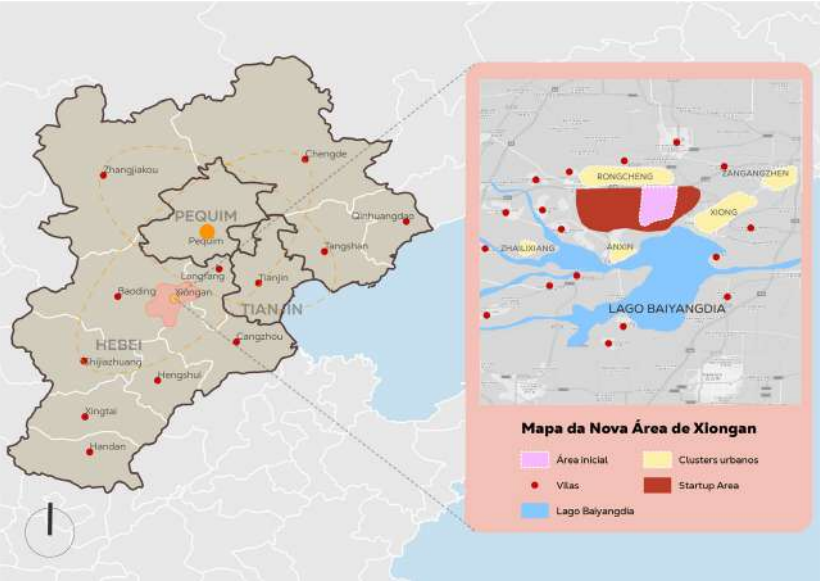 Zhangjiakou
Chengde
PEQUIM
Pequim
Qinhuangdao
Tangshan
Langfang
Tianjin
Baoding
Xiongan
TIANJIN
HEBEI
Cangzhou
Shijiazhuang
Hengshui
Xingtai
Handan
RONGCHENG
ZANGANGZHEN
XIONG
ZHAILIXIANG
ANXIN
LAGO BAIYANGDIA
Mapa da Nova Área de Xiongan
Área inicial
Clusters urbanos
Vilas
Startup Area
Lago Baiyangdia